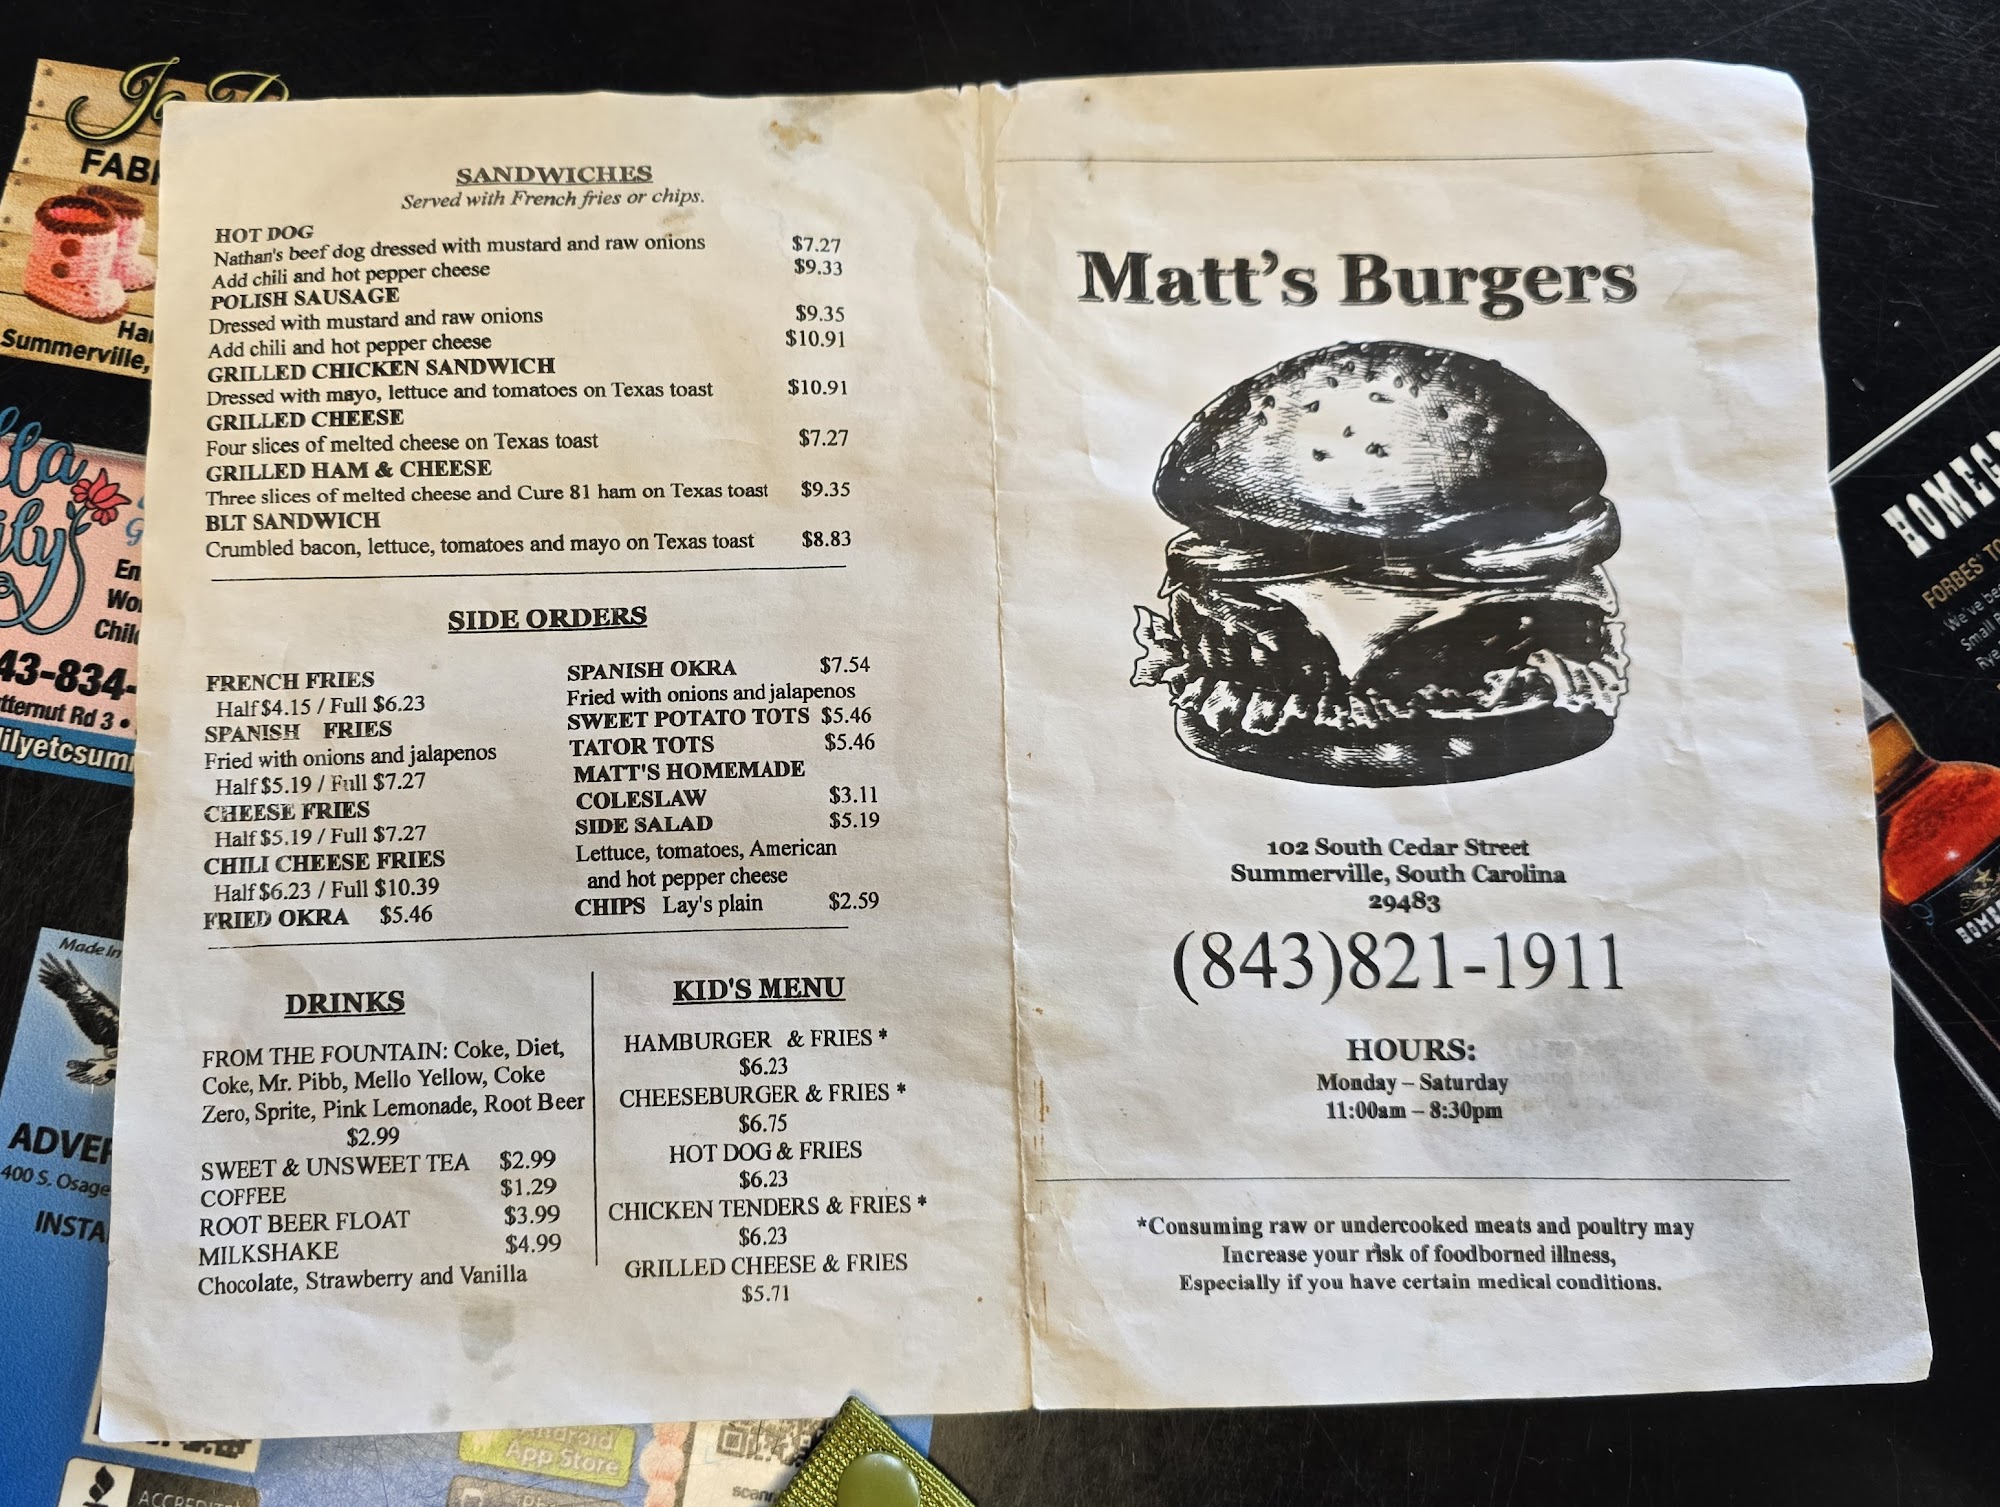 SANDWICHES
Served with French fries or chips.
HOT DOG
Nathan's beef dog dressed with mustard and raw onions $7.27
Add chili and hot pepper cheese $9.33
POLISH SAUSAGE
Dressed with mustard and raw onions $9.35
Add chili and hot pepper cheese $10.91
GRILLED CHICKEN SANDWICH
Dressed with mayo, lettuce and tomatoes on Texas toast $10.91
GRILLED CHEESE
Four slices of melted cheese on Texas toast $7.27
GRILLED HAM & CHEESE
Three slices of melted cheese and Cure 81 ham on Texas toast $9.35
BLT SANDWICH
Crumbled bacon, lettuce, tomatoes and mayo on Texas toast $8.83
SIDE ORDERS
FRENCH FRIES
Half $4.15 / Full $6.23
SPANISH FRIES
Fried with onions and jalapenos
Half $5.19 / Full $7.27
CHEESE FRIES
Half $5.19 / Full $7.27
CHILI CHEESE FRIES
Half $6.23 / Full $10.39
FRIED OKRA $5.46
SPANISH OKRA $7.54
Fried with onions and jalapenos
SWEET POTATO TOTS $5.46
TATOR TOTS $5.46
MATT'S HOMEMADE
COLESLAW $3.11
SIDE SALAD $5.19
Lettuce, tomatoes, American
and hot pepper cheese
CHIPS Lay's plain $2.59
DRINKS
FROM THE FOUNTAIN: Coke, Diet,
Coke, Mr. Pibb, Mello Yellow, Coke
Zero, Sprite, Pink Lemonade, Root Beer
$2.99
SWEET & UNSWEET TEA $2.99
COFFEE $1.29
ROOT BEER FLOAT $3.99
MILKSHAKE $4.99
Chocolate, Strawberry and Vanilla
KID'S MENU
HAMBURGER & FRIES *
$6.23
CHEESEBURGER & FRIES *
$6.75
HOT DOG & FRIES
$6.23
CHICKEN TENDERS & FRIES *
$6.23
GRILLED CHEESE & FRIES
$5.71
Matt's Burgers
102 South Cedar Street
Summerville, South Carolina
29483
(843)821-1911
HOURS:
Monday – Saturday
11:00am – 8:30pm
*Consuming raw or undercooked meats and poultry may
Increase your risk of foodborned illness,
Especially if you have certain medical conditions.
Summerville,
43-834-
Made In
400 S. Osage
App Store
FORBES'
We've
Small